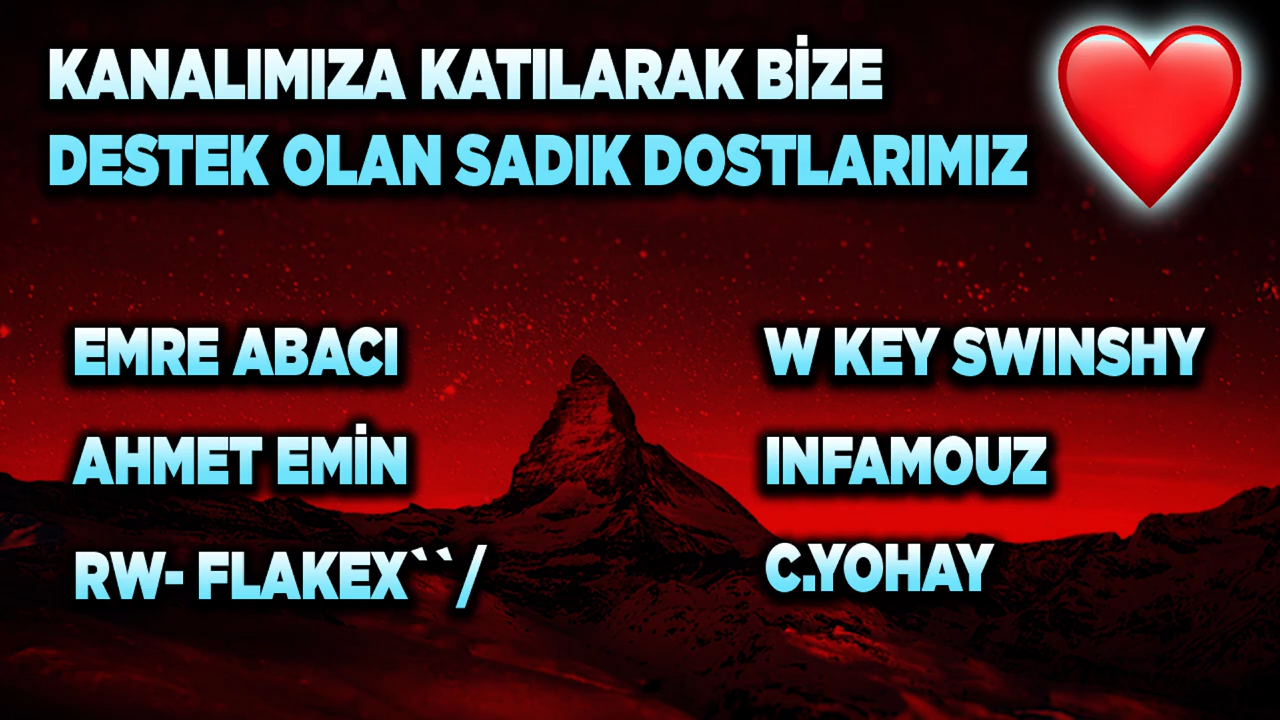 KANALIMIZA KATILARAK BİZE
DESTEK OLAN SADIK DOSTLARIMIZ
EMRE ABACI
AHMET EMİN
RW- FLAKEX``/
W KEY SWINSHY
INFAMOUZ
C.YOHAY